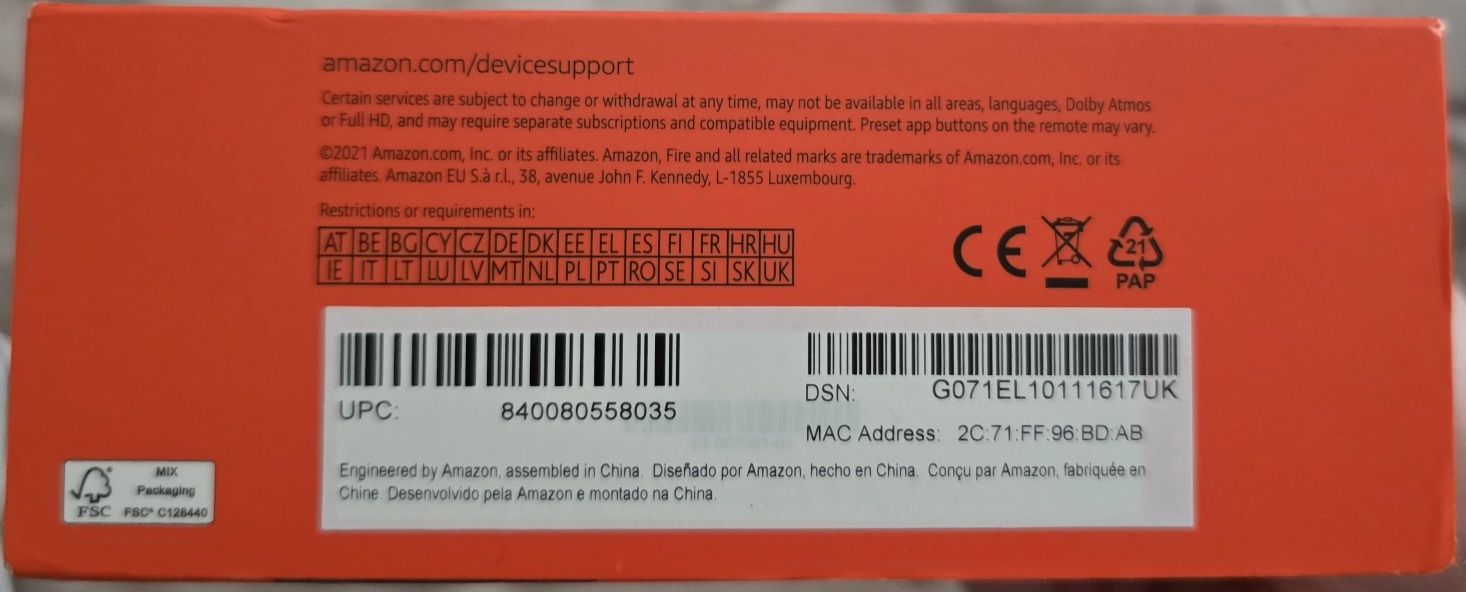 amazon.com/devicesupport
Certain services are subject to change or withdrawal at any time, may not be available in all areas, languages, Dolby Atmos
or Full HD, and may require separate subscriptions and compatible equipment. Preset app buttons on the remote may vary.
©2021 Amazon.com, Inc. or its affiliates. Amazon, Fire and all related marks are trademarks of Amazon.com, Inc. or its
affiliates. Amazon EU S.à r.l., 38, avenue John F. Kennedy, L-1855 Luxembourg.
Restrictions or requirements in:
AT BE BG CY CZ DE DK EE EL ES FI FR HR HU
IE IT LT LU LV MT NL PL PT RO SE SI SK UK
CE
21
PAP
UPC: 840080558035
DSN: G071EL10111617UK
MAC Address: 2C:71:FF:96:BD:AB
Engineered by Amazon, assembled in China. Diseñado por Amazon, hecho en China. Conçu par Amazon, fabriquée en
Chine. Desenvolvido pela Amazon e montado na China.
MIX
Packaging
FSC FSC® C128440